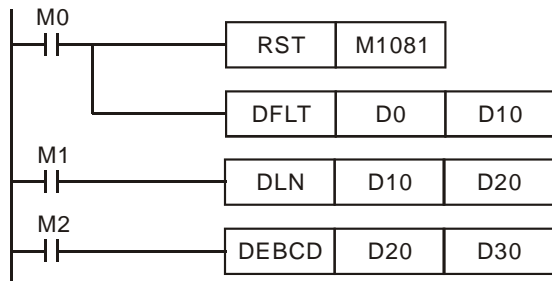 M0
RST M1081
DFLT D0 D10
M1
DLN D10 D20
M2
DEBCD D20 D30